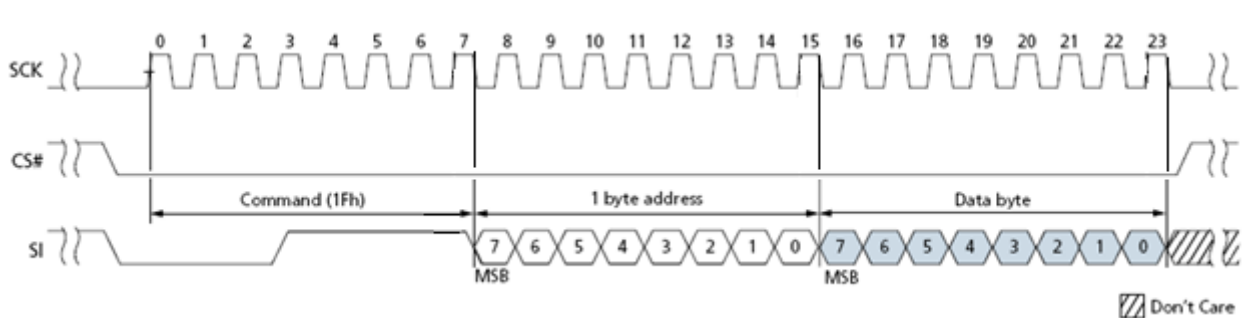 0 1 2 3 4 5 6 7 8 9 10 11 12 13 14 15 16 17 18 19 20 21 22 23
SCK
CS#
Command (1Fh) 1 byte address Data byte
SI 7 6 5 4 3 2 1 0 7 6 5 4 3 2 1 0
MSB MSB
Don't Care